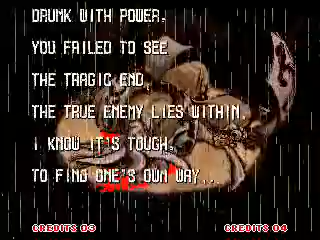 DRUNK WITH POWER,
YOU FAILED TO SEE
THE TRAGIC END.
THE TRUE ENEMY LIES WITHIN.
I KNOW IT'S TOUGH,
TO FIND ONE'S OWN WAY...
CREDITS 03 CREDITS 04